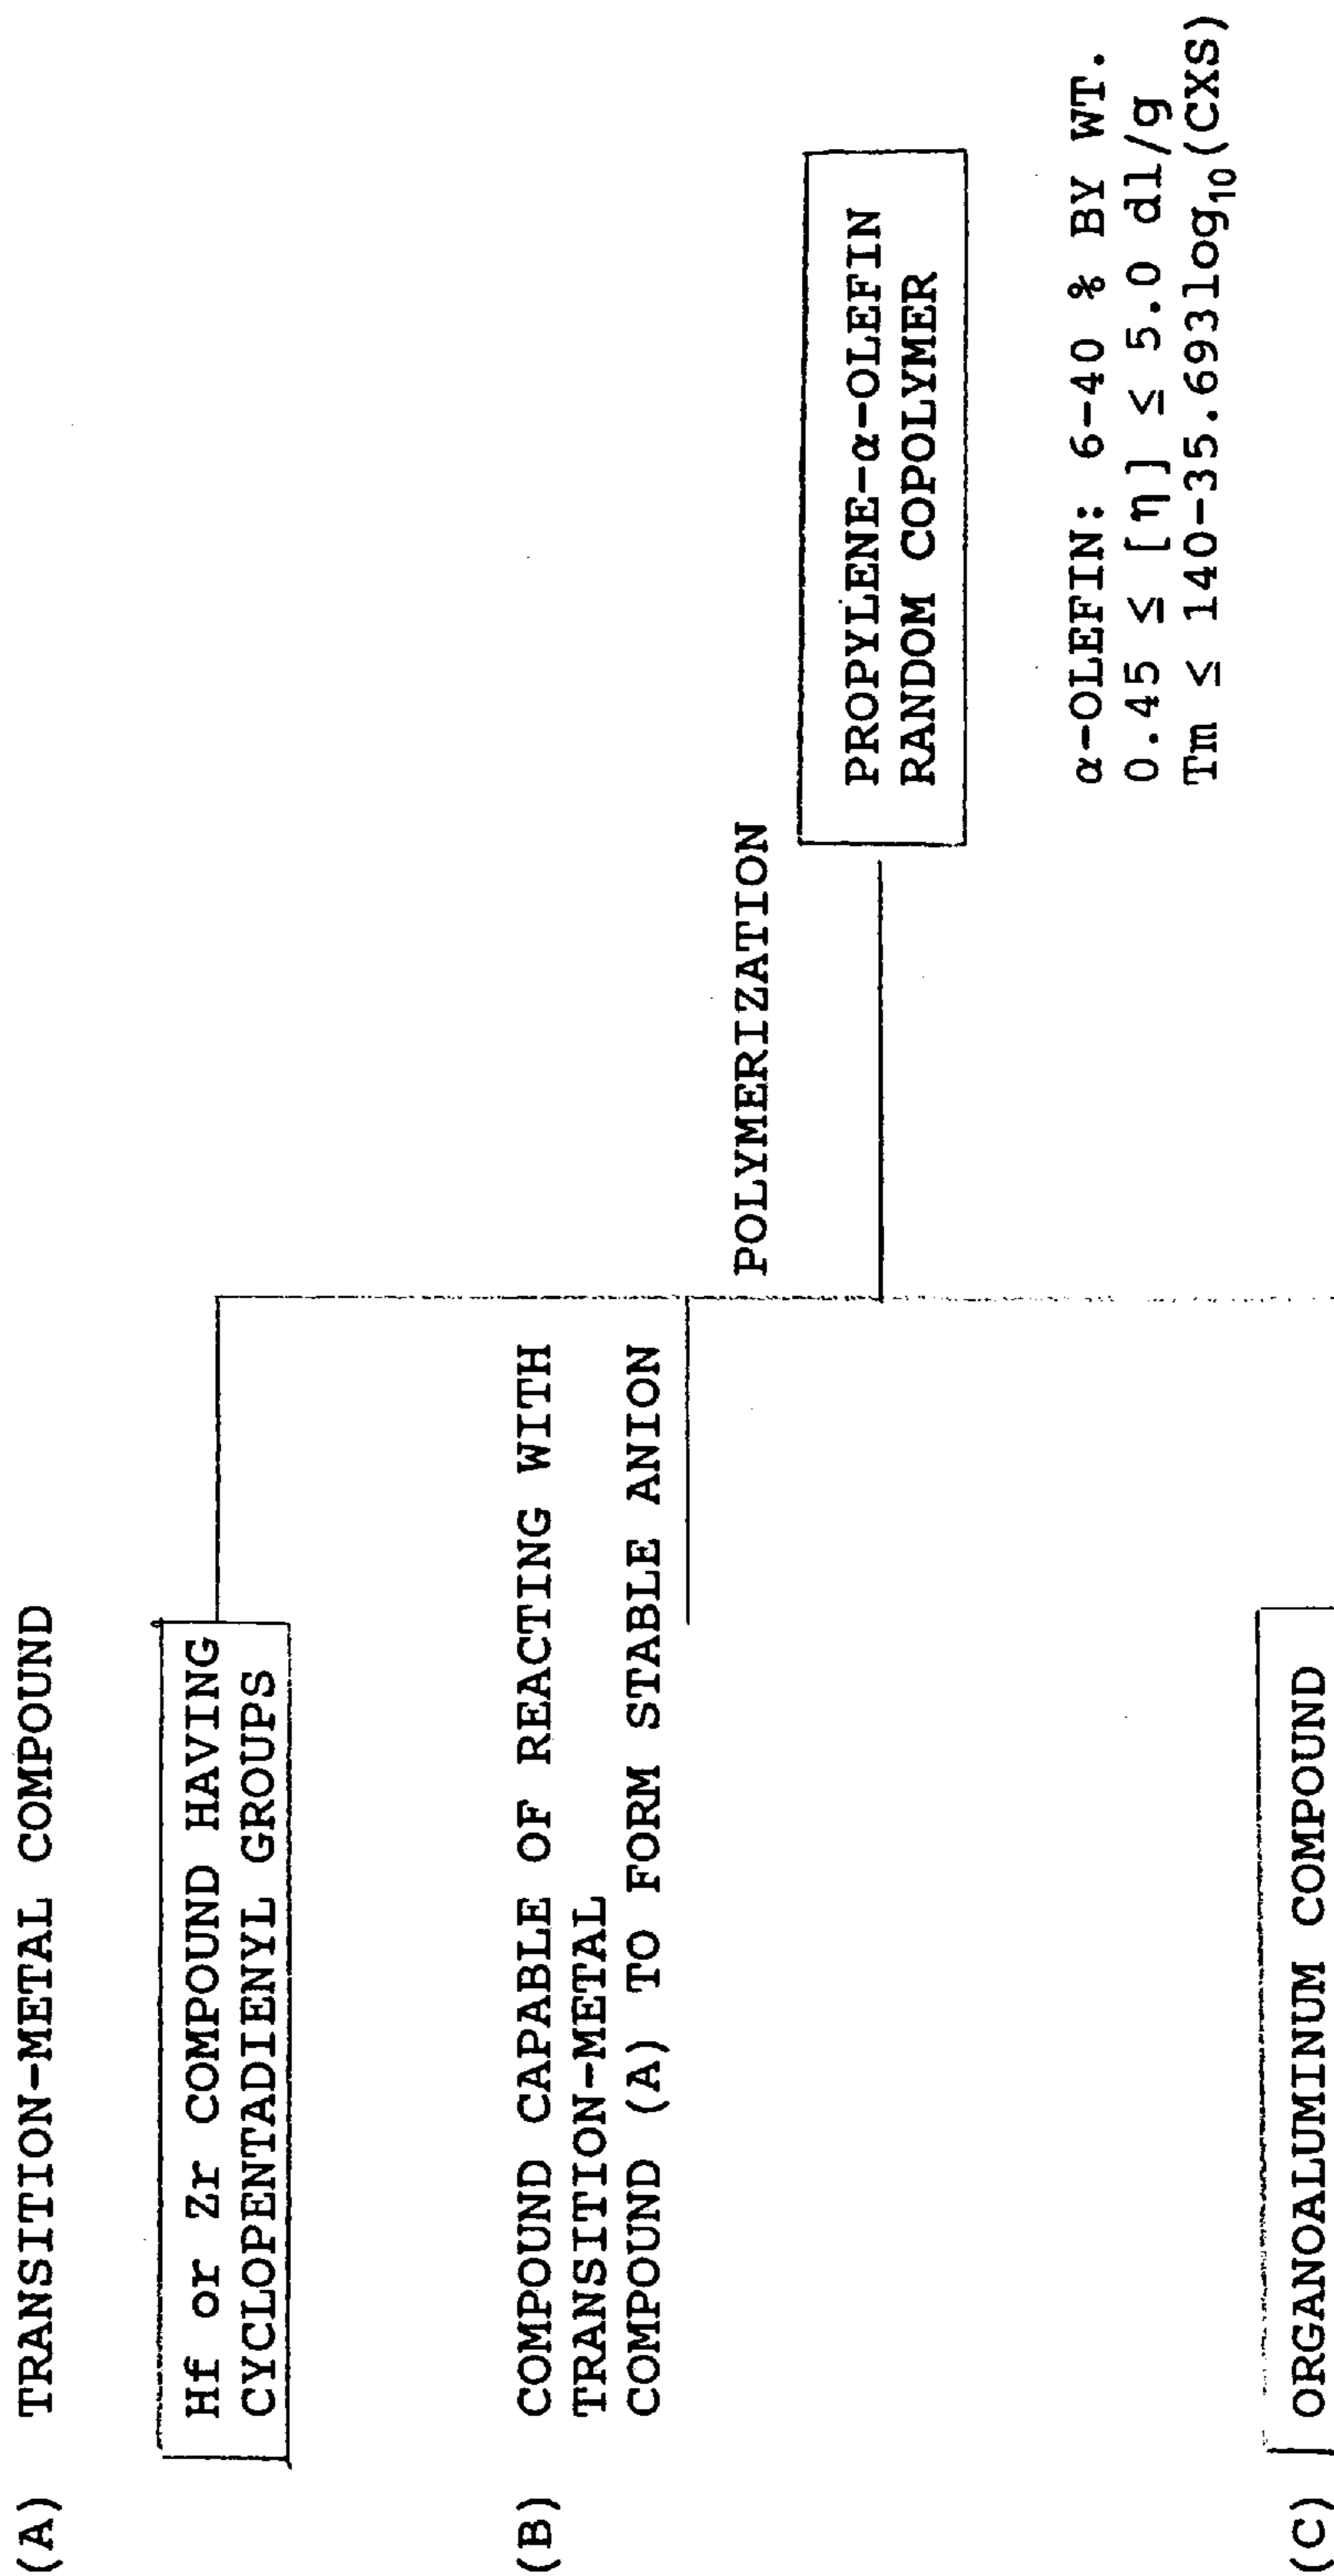 (A) TRANSITION-METAL COMPOUND
Hf or Zr COMPOUND HAVING
CYCLOPENTADIENYL GROUPS
(B) COMPOUND CAPABLE OF REACTING WITH
TRANSITION-METAL
COMPOUND (A) TO FORM STABLE ANION
(C) ORGANOALUMINUM COMPOUND
POLYMERIZATION
PROPYLENE-α-OLEFIN
RANDOM COPOLYMER
α-OLEFIN: 6-40 % BY WT.
0.45 ≤ [η] ≤ 5.0 dl/g
Tm ≤ 140-35.693log₁₀(CXS)